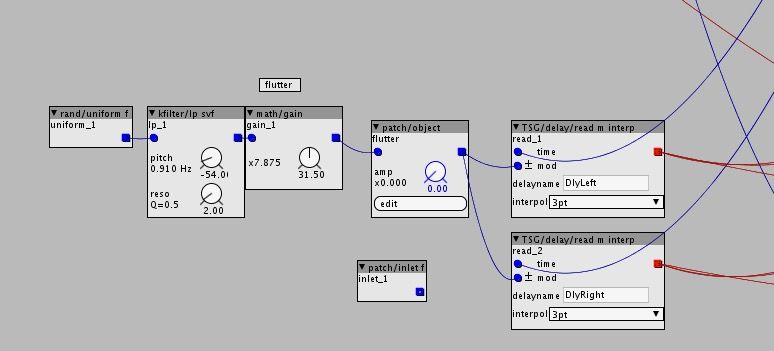 flutter
rand/uniform f
uniform_1
kfilter/lp svf
lp_1
pitch
0.910 Hz
-54.0(
reso
Q=0.5
2.00
math/gain
gain_1
x7.875
31.50
patch/object
flutter
amp
x0.000
0.00
edit
TSG/delay/read m interp
read_1
time
± mod
delayname DlyLeft
interpol 3pt
patch/inlet f
inlet_1
TSG/delay/read m interp
read_2
time
± mod
delayname DlyRight
interpol 3pt